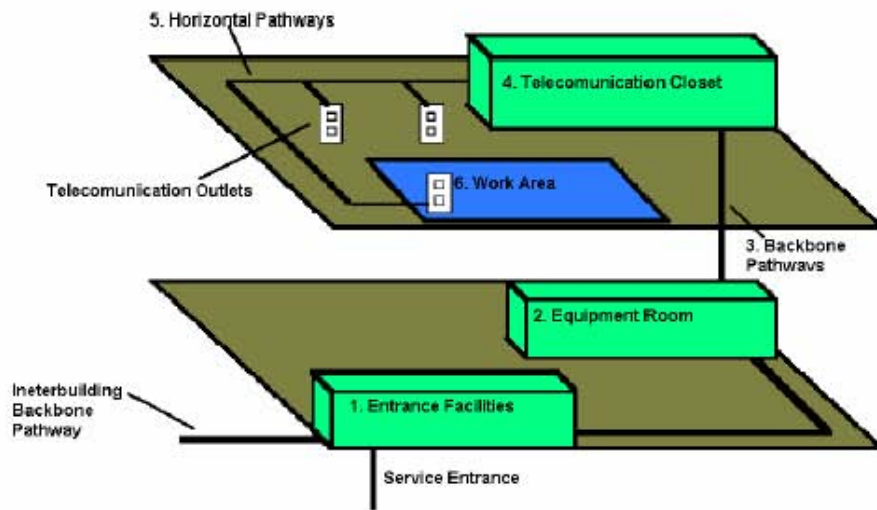 5. Horizontal Pathways
4. Telecomunication Closet
Telecomunication Outlets
6. Work Area
3. Backbone
Pathways
2. Equipment Room
Ineterbuilding
Backbone
Pathway
1. Entrance Facilities
Service Entrance